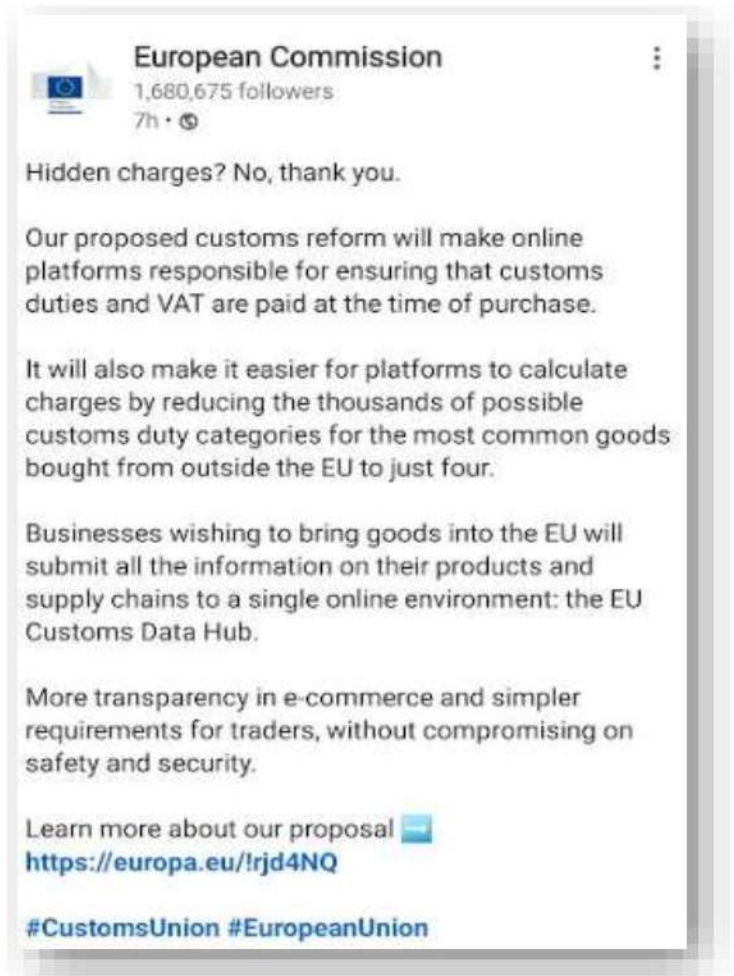 European Commission
1,680,675 followers
7h •
Hidden charges? No, thank you.
Our proposed customs reform will make online
platforms responsible for ensuring that customs
duties and VAT are paid at the time of purchase.
It will also make it easier for platforms to calculate
charges by reducing the thousands of possible
customs duty categories for the most common goods
bought from outside the EU to just four.
Businesses wishing to bring goods into the EU will
submit all the information on their products and
supply chains to a single online environment: the EU
Customs Data Hub.
More transparency in e-commerce and simpler
requirements for traders, without compromising on
safety and security.
Learn more about our proposal ➡️
https://europa.eu/!rjd4NQ
#CustomsUnion #EuropeanUnion